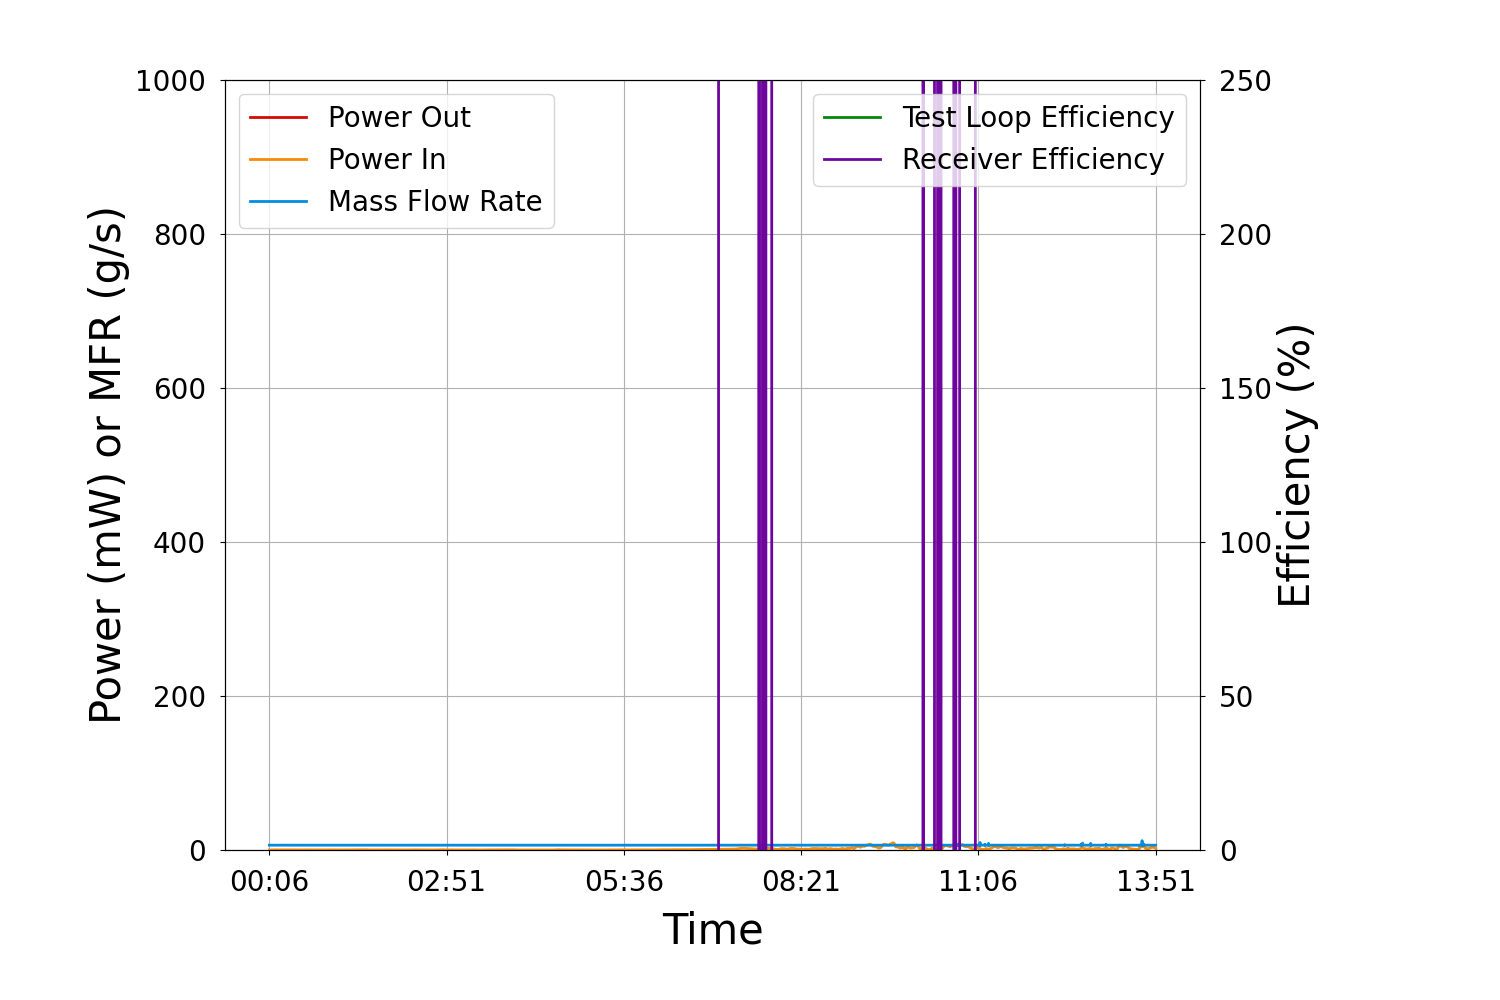 1000
800
600
400
200
0
Power (mW) or MFR (g/s)
Power Out
Power In
Mass Flow Rate
Test Loop Efficiency
Receiver Efficiency
250
200
150
100
50
0
Efficiency (%)
00:06 02:51 05:36 08:21 11:06 13:51
Time